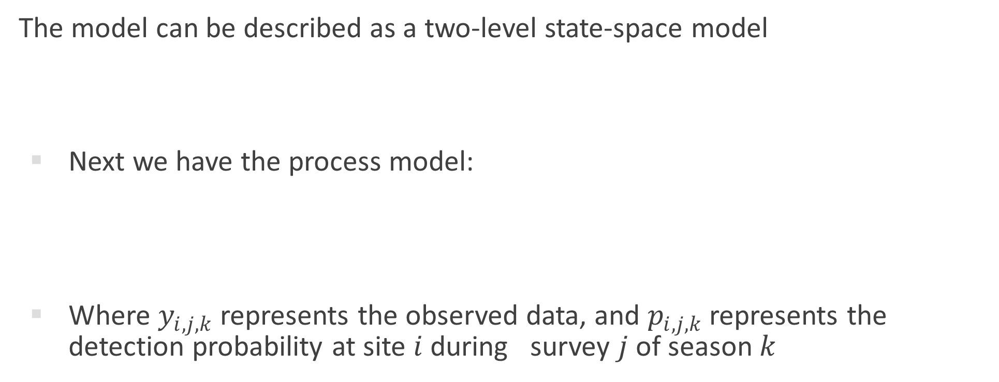 The model can be described as a two-level state-space model
▪ Next we have the process model:
▪ Where $y_{i,j,k}$ represents the observed data, and $p_{i,j,k}$ represents the
detection probability at site $i$ during   survey $j$ of season $k$